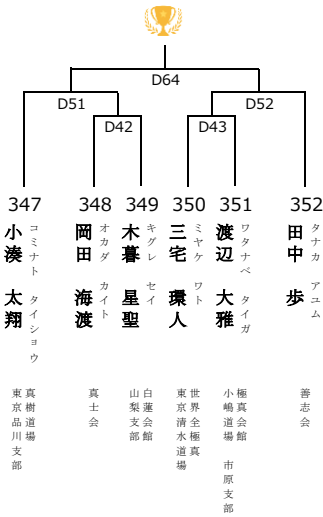 D64
D51
D52
D42
D43
347
348
349
350
351
352
小湊　太翔
コミナト　タイショウ
岡田　海渡
オカダ　カイト
木暮　星聖
キグレ　セイ
三宅　環人
ミヤケ　ワト
渡辺　大雅
ワタナベ　タイガ
田中　歩
タナカ　アユム
真樹道場
東京品川支部
真士会
白蓮会館
山梨支部
世界全極真
東京清水道場
極真会館
小嶋道場　市原支部
善志会